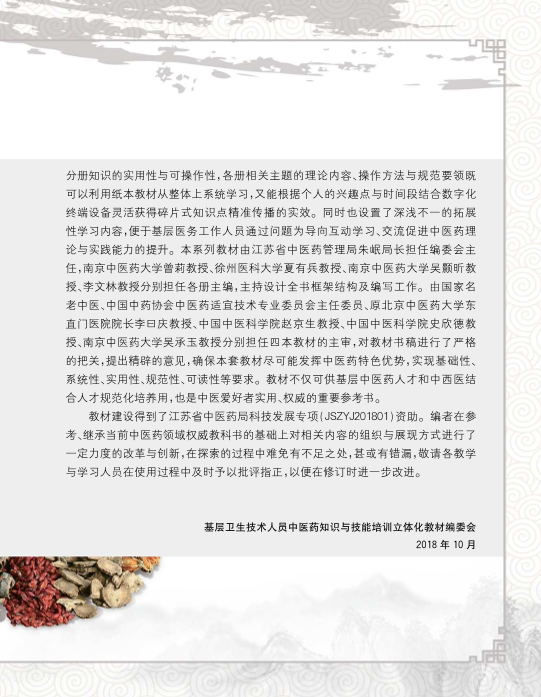 分册知识的实用性与可操作性,各册相关主题的理论内容、操作方法与规范要领既
可以利用纸本教材从整体上系统学习,又能根据个人的兴趣点与时间段结合数字化
终端设备灵活获得碎片式知识点精准传播的实效。同时也设置了深浅不一的拓展
性学习内容,便于基层医务工作人员通过问题为导向互动学习、交流促进中医药理
论与实践能力的提升。本系列教材由江苏省中医药管理局朱岷局长担任编委会主
任,南京中医药大学曾莉教授、徐州医科大学夏有兵教授、南京中医药大学吴颢昕教
授、李文林教授分别担任各册主编,主持设计全书框架结构及编写工作。由国家名
老中医、中国中药协会中医药适宜技术专业委员会主任委员、原北京中医药大学东
直门医院院长李曰庆教授、中国中医科学院赵京生教授、中国中医科学院史欣德教
授、南京中医药大学吴承玉教授分别担任四本教材的主审,对教材书稿进行了严格
的把关,提出精辟的意见,确保本套教材尽可能发挥中医药特色优势,实现基础性、
系统性、实用性、规范性、可读性等要求。教材不仅可供基层中医药人才和中西医结
合人才规范化培养用,也是中医爱好者实用、权威的重要参考书。
教材建设得到了江苏省中医药局科技发展专项(JSZYJ201801)资助。编者在参
考、继承当前中医药领域权威教科书的基础上对相关内容的组织与展现方式进行了
一定力度的改革与创新,在探索的过程中难免有不足之处,甚或有错漏,敬请各教学
与学习人员在使用过程中及时予以批评指正,以便在修订时进一步改进。
基层卫生技术人员中医药知识与技能培训立体化教材编委会
2018 年 10 月